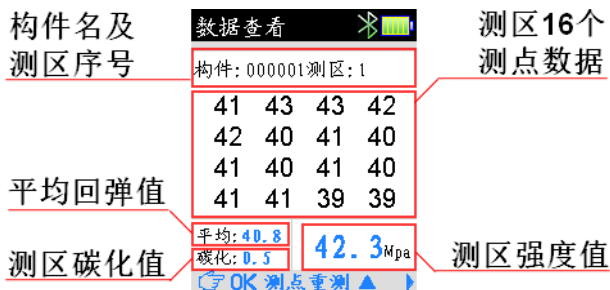 构件名及
测区序号
数据查看
构件:000001测区:1
41 43 43 42
42 40 41 40
41 40 41 40
41 41 39 39
平均:40.8
碳化:0.5
42.3Mpa
OK 测点重测
测区16个
测点数据
平均回弹值
测区碳化值
测区强度值